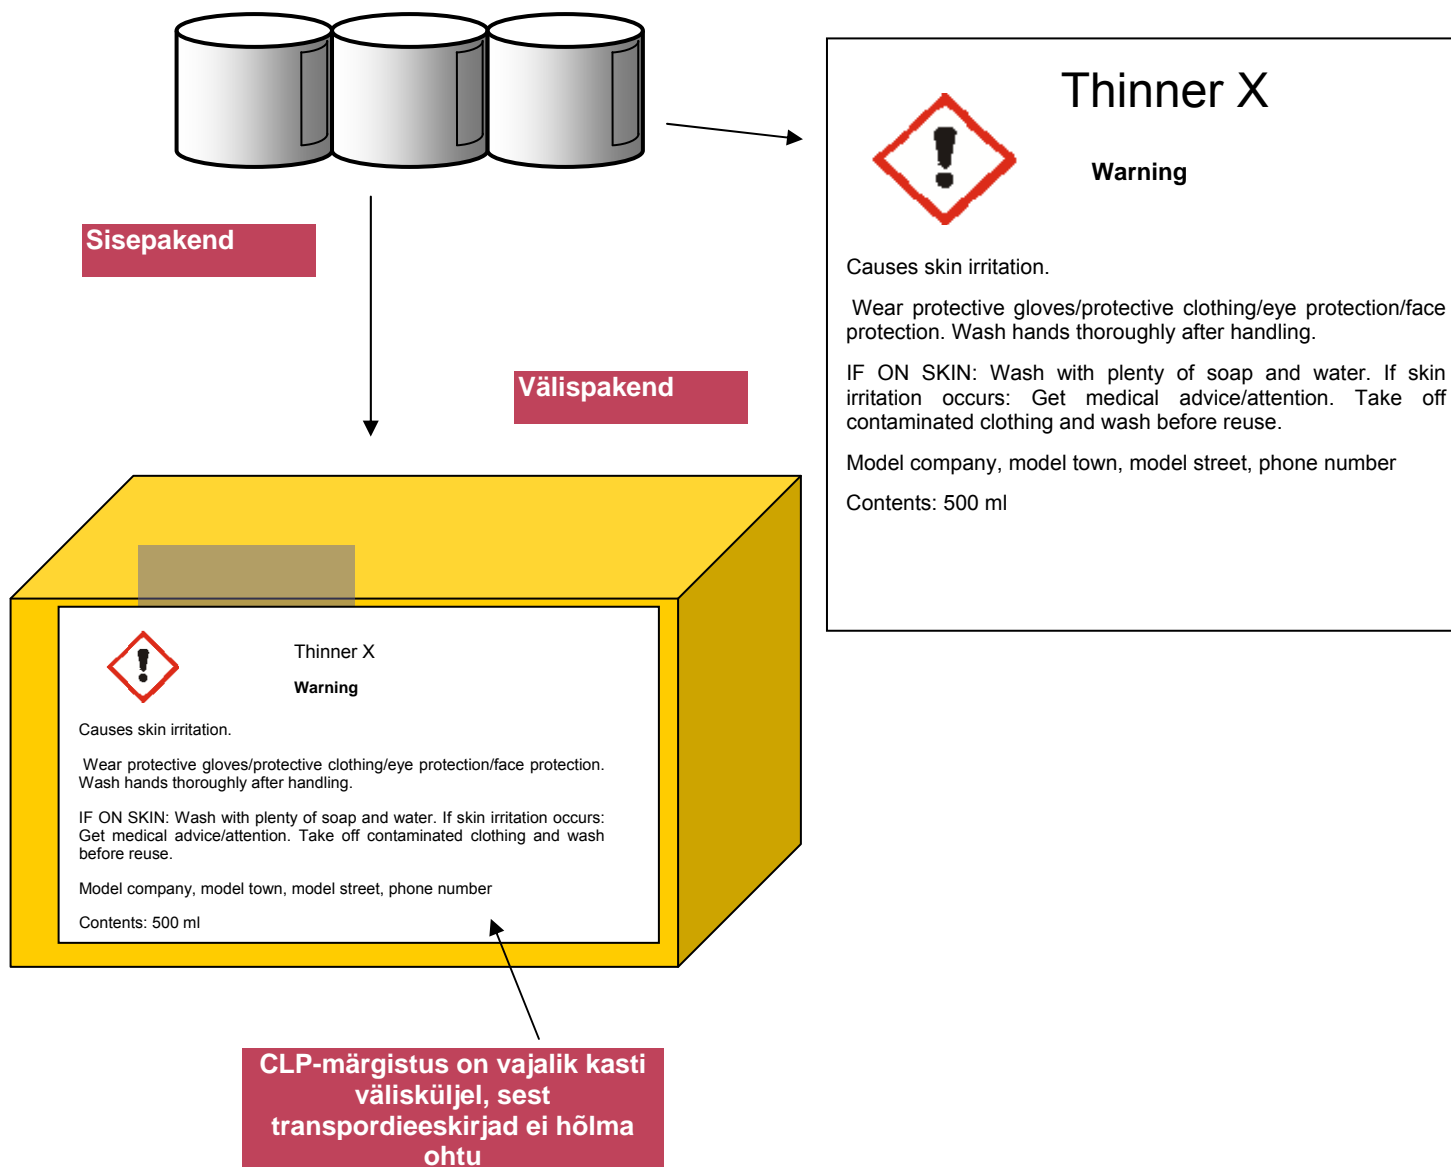 Thinner X
Warning
Causes skin irritation.
Wear protective gloves/protective clothing/eye protection/face
protection. Wash hands thoroughly after handling.
IF ON SKIN: Wash with plenty of soap and water. If skin
irritation occurs: Get medical advice/attention. Take off
contaminated clothing and wash before reuse.
Model company, model town, model street, phone number
Contents: 500 ml
Sisepakend
Välispakend
Thinner X
Warning
Causes skin irritation.
Wear protective gloves/protective clothing/eye protection/face protection.
Wash hands thoroughly after handling.
IF ON SKIN: Wash with plenty of soap and water. If skin irritation occurs:
Get medical advice/attention. Take off contaminated clothing and wash
before reuse.
Model company, model town, model street, phone number
Contents: 500 ml
CLP-märgistus on vajalik kasti
välisküljel, sest
transpordieeskirjad ei hõlma
ohtu